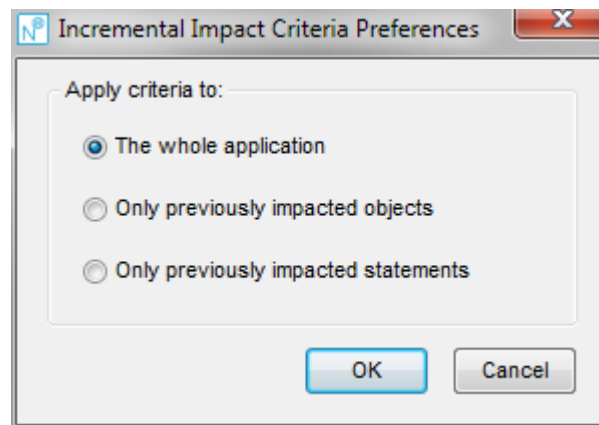 Incremental Impact Criteria Preferences
Apply criteria to:
The whole application
Only previously impacted objects
Only previously impacted statements
OK Cancel